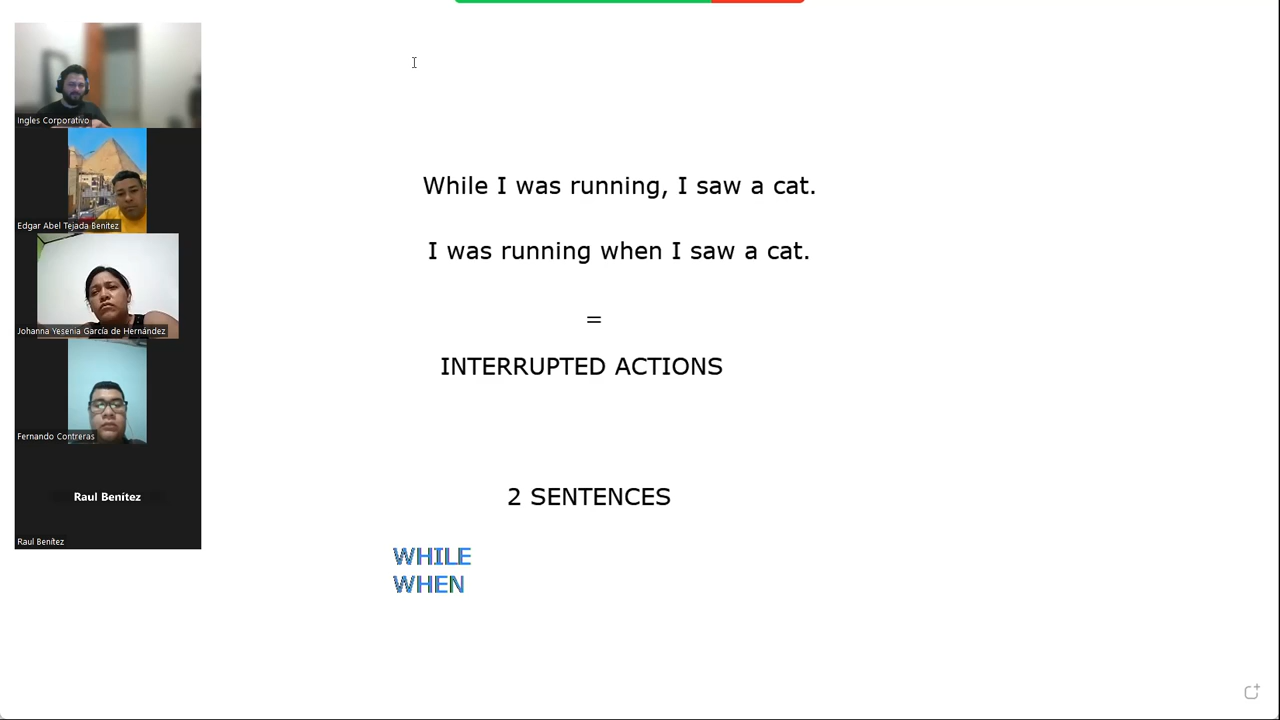 Ingles Corporativo
Edgar Abel Tejada Benitez
Johanna Yesenia García de Hernández
Fernando Contreras
Raul Benítez
Raul Benítez
While I was running, I saw a cat.
I was running when I saw a cat.
=
INTERRUPTED ACTIONS
2 SENTENCES
WHILE
WHEN